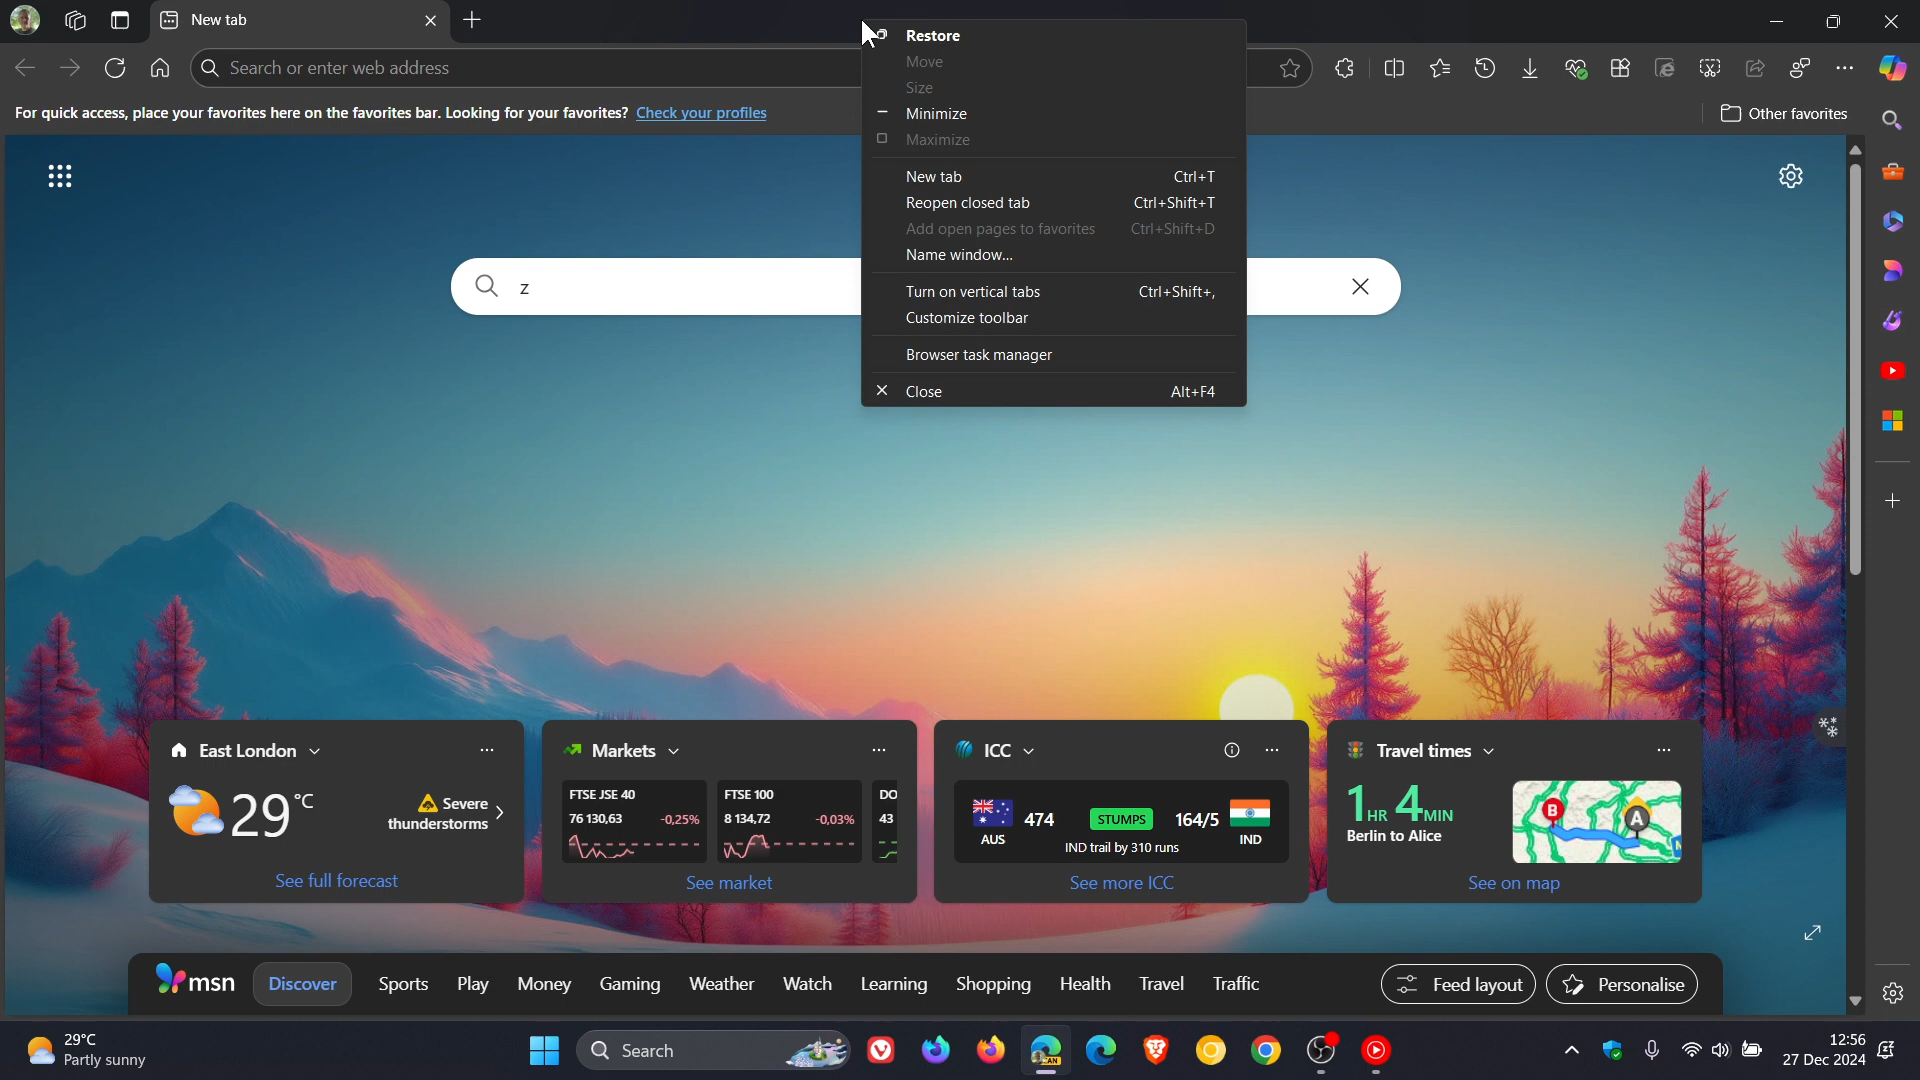 New tab
Search or enter web address
For quick access, place your favorites here on the favorites bar. Looking for your favorites? Check your profiles
Other favorites
Restore
Move
Size
Minimize
Maximize
New tab Ctrl+T
Reopen closed tab Ctrl+Shift+T
Add open pages to favorites Ctrl+Shift+D
Name window...
Turn on vertical tabs Ctrl+Shift+,
Customize toolbar
Browser task manager
Close Alt+F4
z
East London
29°C
Severe
thunderstorms
See full forecast
Markets
FTSE JSE 40
76 130,63 -0,25%
FTSE 100
8 134,72 -0,03%
DO
43
See market
ICC
474 STUMPS 164/5
AUS IND
IND trail by 310 runs
See more ICC
Travel times
1HR 4MIN
Berlin to Alice
B A
See on map
msn Discover Sports Play Money Gaming Weather Watch Learning Shopping Health Travel Traffic Feed layout Personalise
29°C
Partly sunny
Search
CAN
12:56
27 Dec 2024